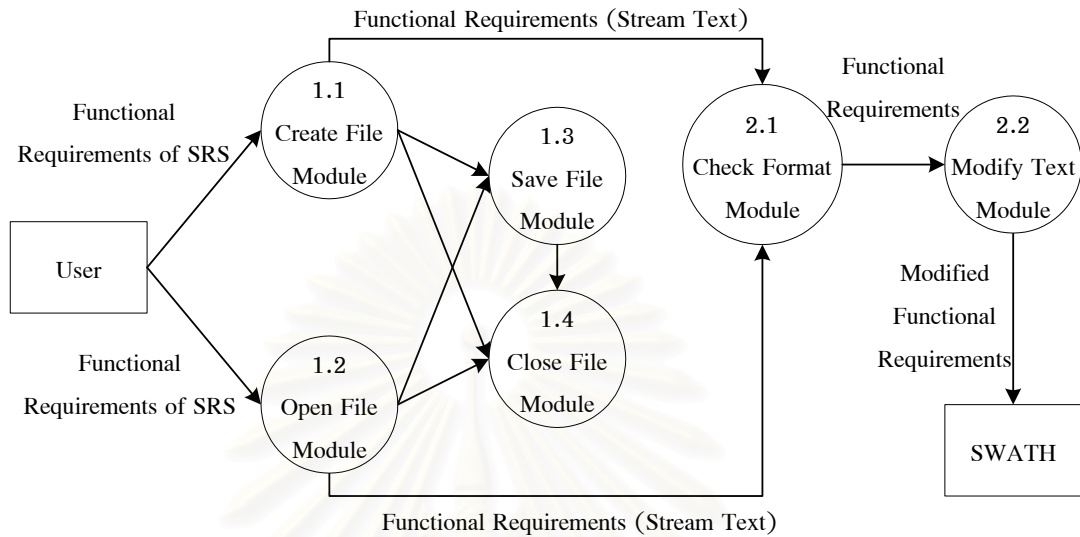 Functional Requirements (Stream Text)
Functional
Requirements of SRS
1.1
Create File
Module
1.3
Save File
Module
2.1
Check Format
Module
Functional
Requirements
2.2
Modify Text
Module
User
Functional
Requirements of SRS
1.2
Open File
Module
1.4
Close File
Module
Modified
Functional
Requirements
SWATH
Functional Requirements (Stream Text)